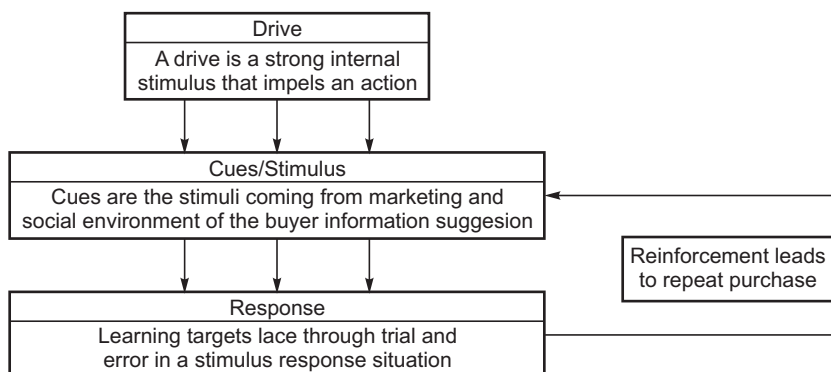 Drive
A drive is a strong internal
stimulus that impels an action
Cues/Stimulus
Cues are the stimuli coming from marketing and
social environment of the buyer information suggesion
Reinforcement leads
to repeat purchase
Response
Learning targets lace through trial and
error in a stimulus response situation